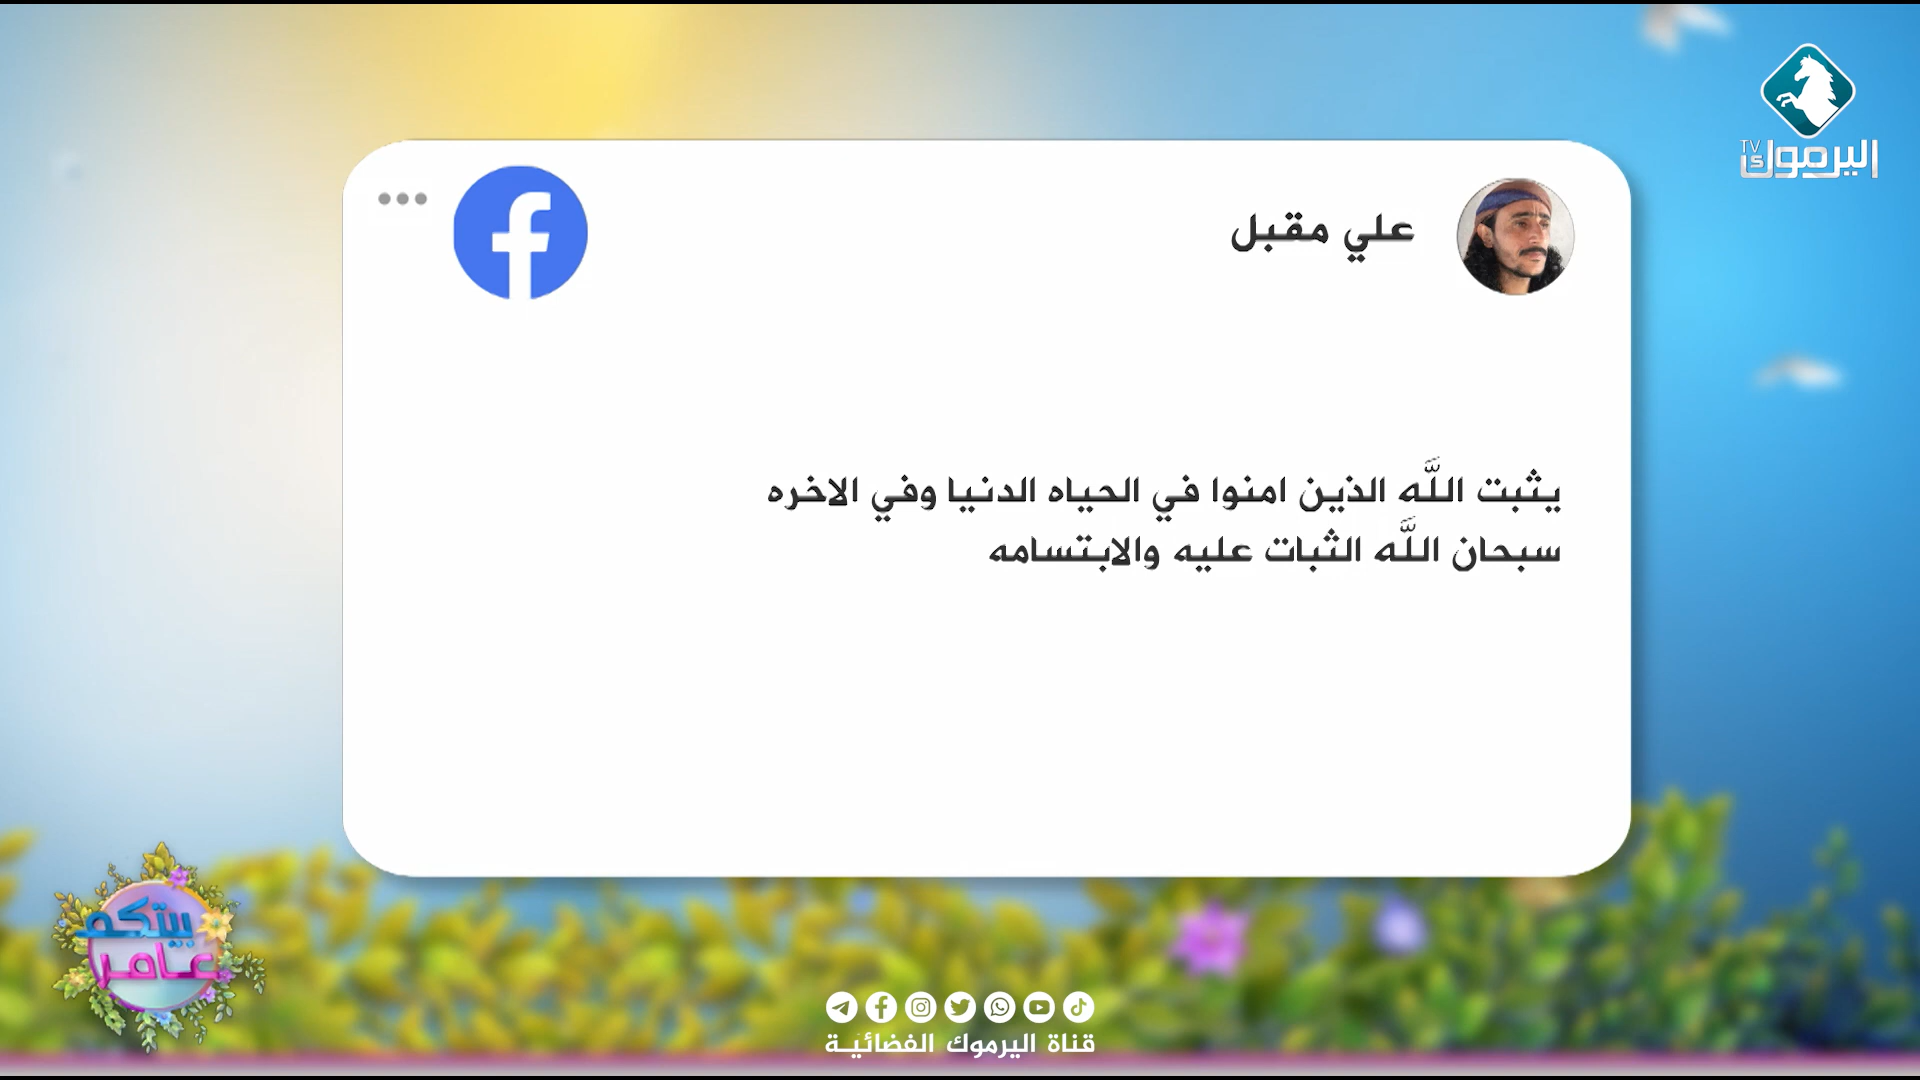 اليرموك
TV
علي مقبل
يثبت اللَّه الذين امنوا في الحياه الدنيا وفي الاخره
سبحان اللَّه الثبات عليه والابتسامه
بيتكم
عامر
قناة اليرموك الفضائيـة